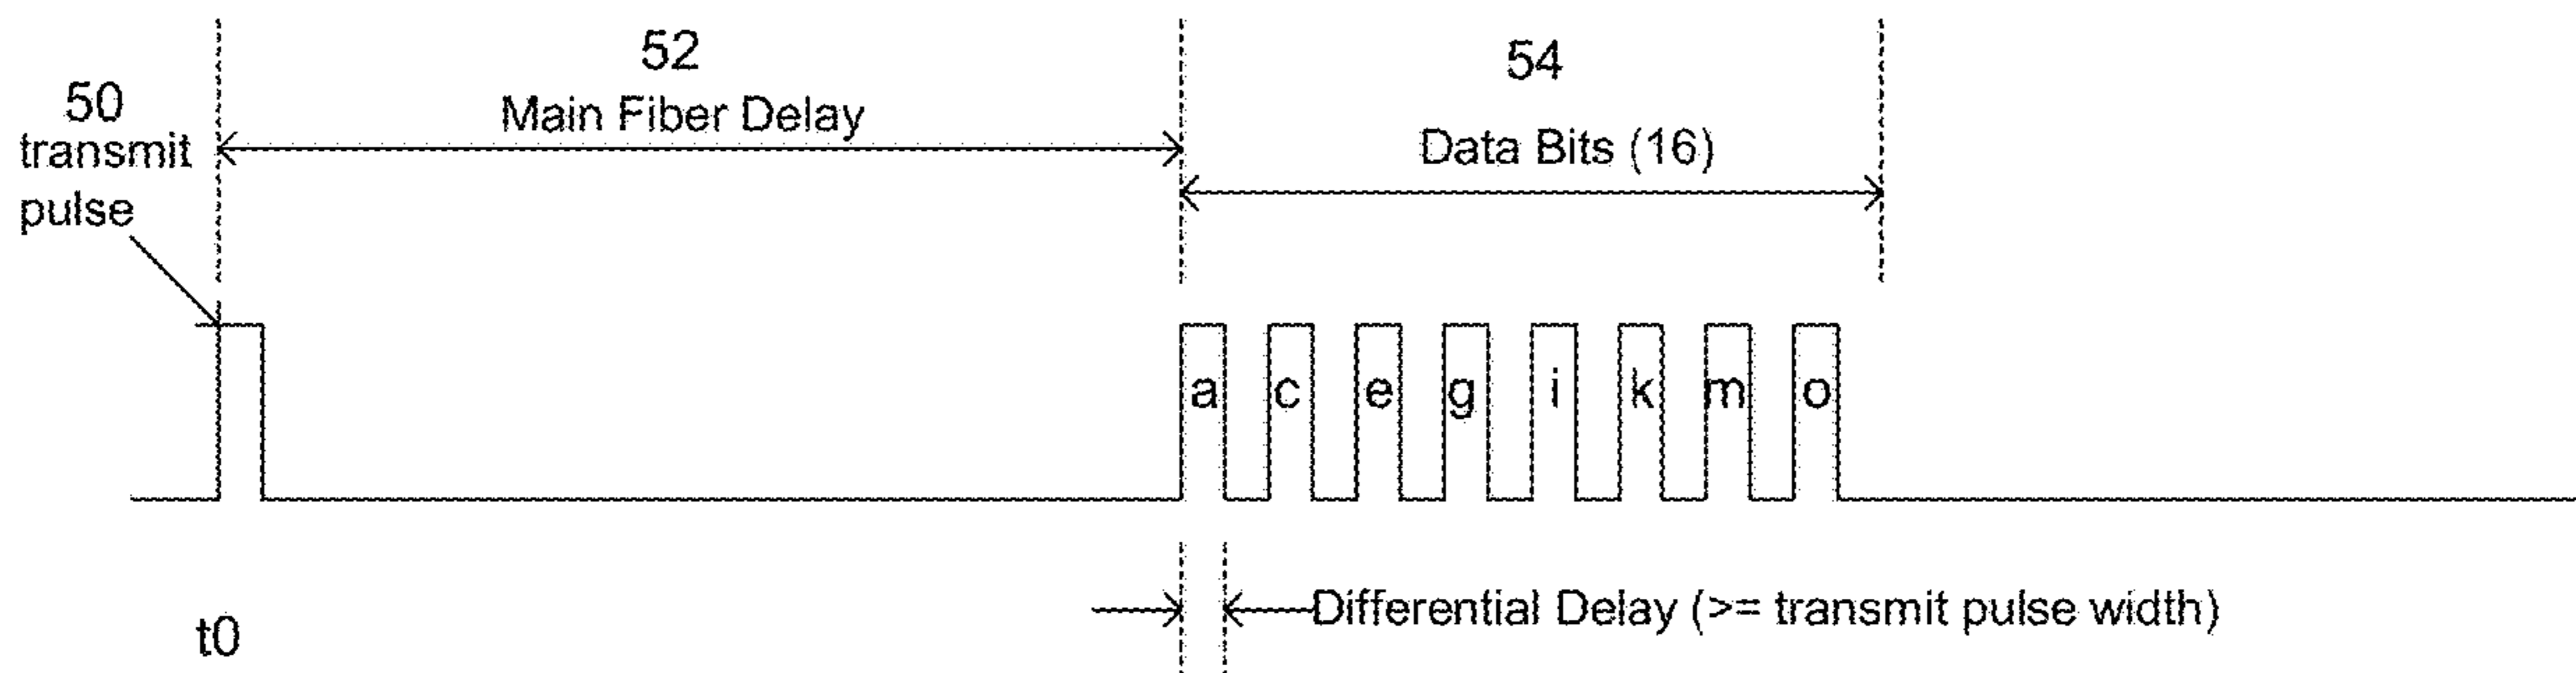 50
transmit
pulse
52
Main Fiber Delay
54
Data Bits (16)
a c e g i k m o
Differential Delay (>= transmit pulse width)
t0